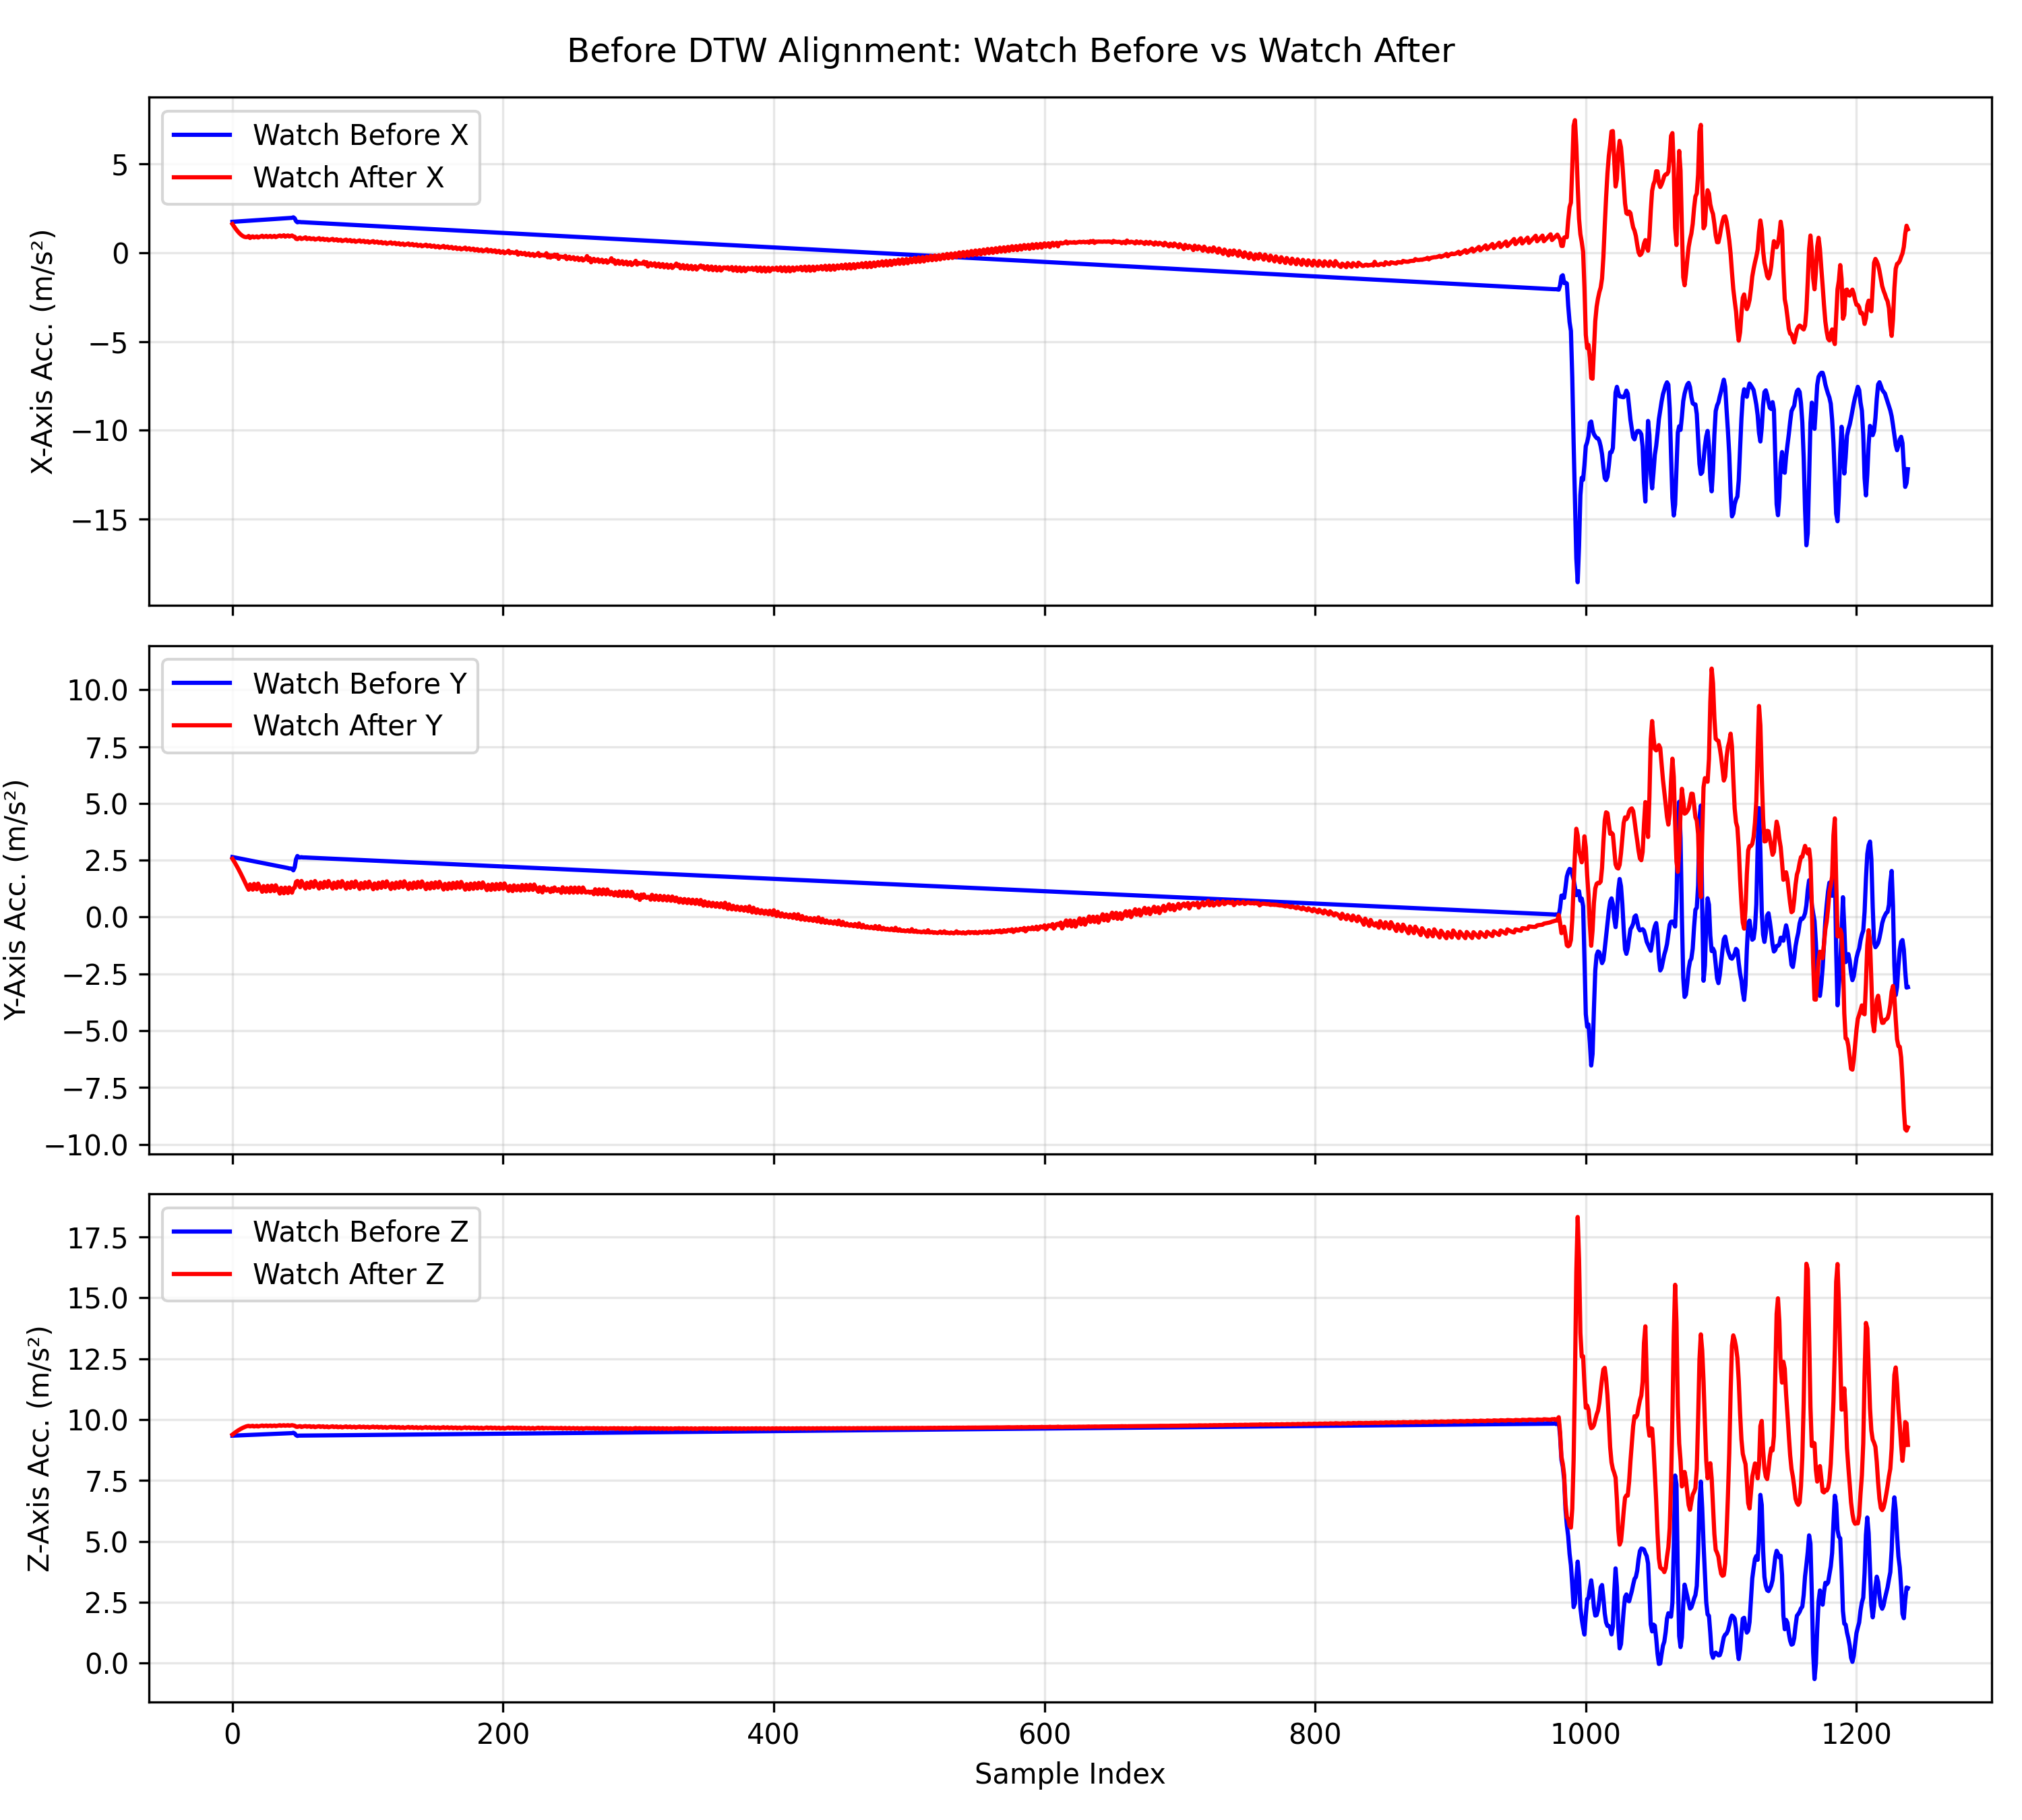 Before DTW Alignment: Watch Before vs Watch After
Watch Before X
Watch After X
X-Axis Acc. (m/s²)
5
0
−5
−10
−15
Watch Before Y
Watch After Y
Y-Axis Acc. (m/s²)
10.0
7.5
5.0
2.5
0.0
−2.5
−5.0
−7.5
−10.0
Watch Before Z
Watch After Z
Z-Axis Acc. (m/s²)
17.5
15.0
12.5
10.0
7.5
5.0
2.5
0.0
0 200 400 600 800 1000 1200
Sample Index